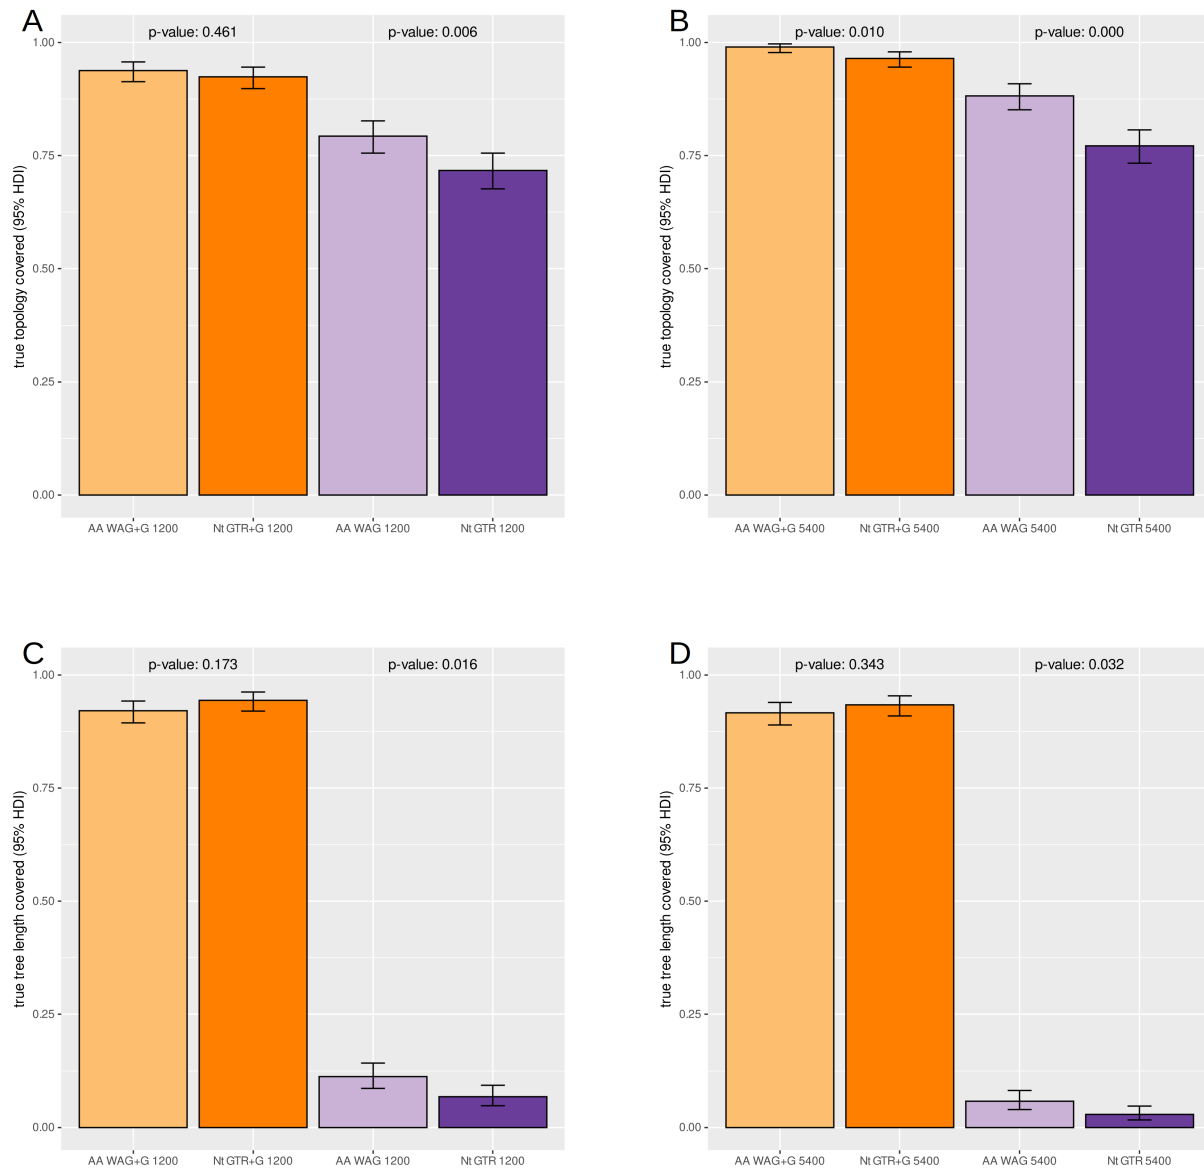 A
p-value: 0.461
p-value: 0.006
1.00
0.75
0.50
0.25
0.00
true topology covered (95% HDI)
AA WAG+G 1200
Nt GTR+G 1200
AA WAG 1200
Nt GTR 1200
B
p-value: 0.010
p-value: 0.000
1.00
0.75
0.50
0.25
0.00
true topology covered (95% HDI)
AA WAG+G 5400
Nt GTR+G 5400
AA WAG 5400
Nt GTR 5400
C
p-value: 0.173
p-value: 0.016
1.00
0.75
0.50
0.25
0.00
true tree length covered (95% HDI)
AA WAG+G 1200
Nt GTR+G 1200
AA WAG 1200
Nt GTR 1200
D
p-value: 0.343
p-value: 0.032
1.00
0.75
0.50
0.25
0.00
true tree length covered (95% HDI)
AA WAG+G 5400
Nt GTR+G 5400
AA WAG 5400
Nt GTR 5400